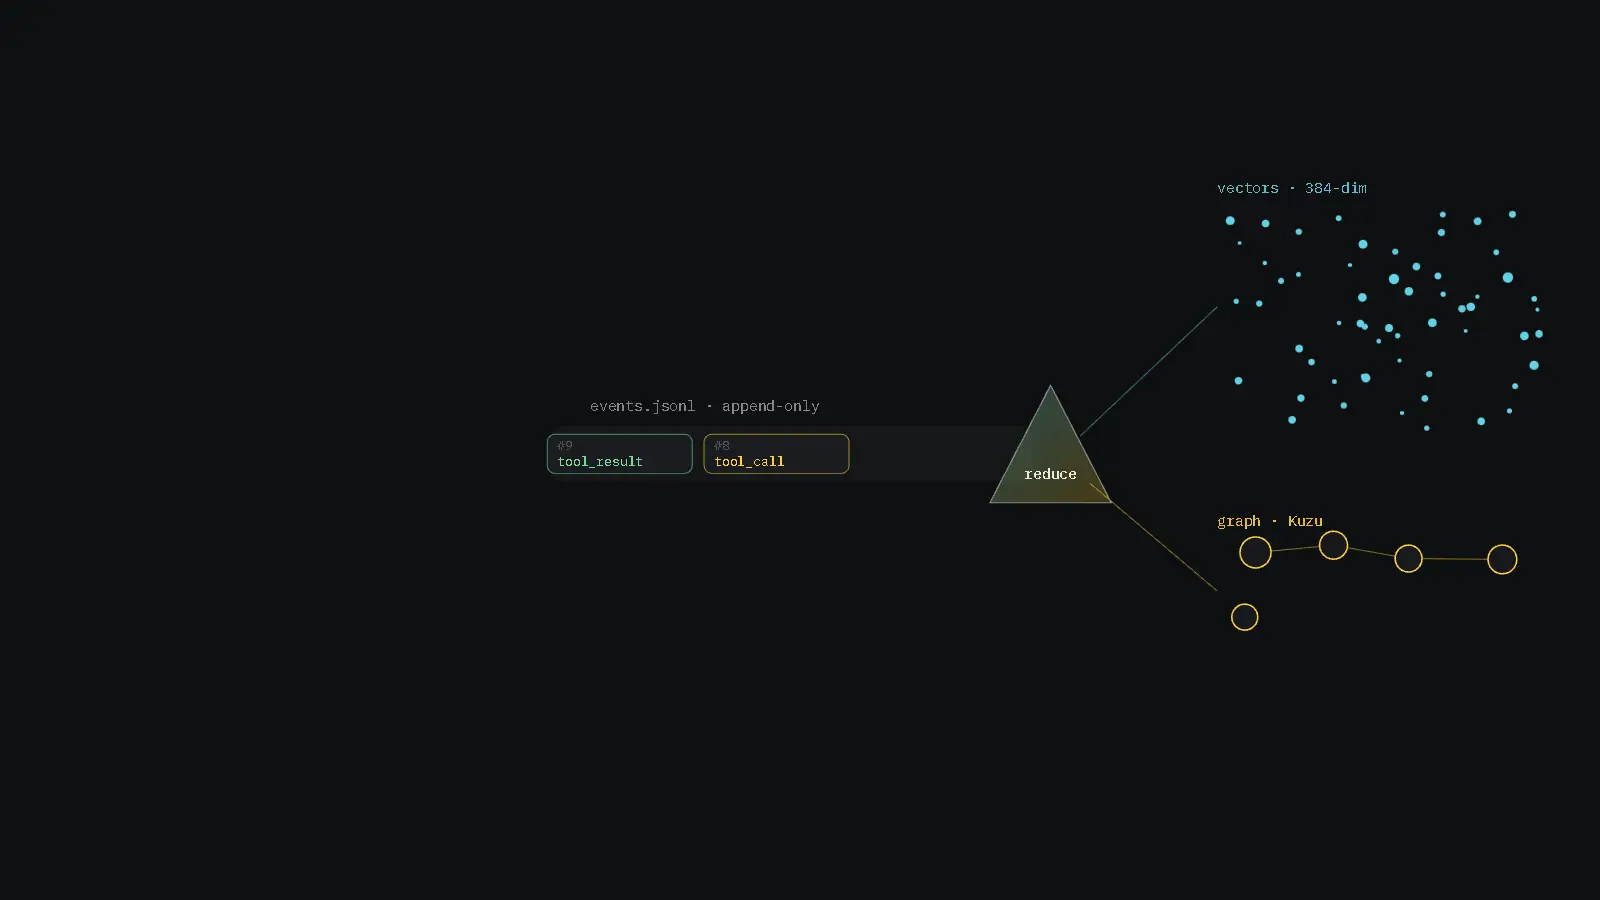 vectors · 384-dim
events.jsonl · append-only
#9
tool_result
#8
tool_call
reduce
graph · Kuzu